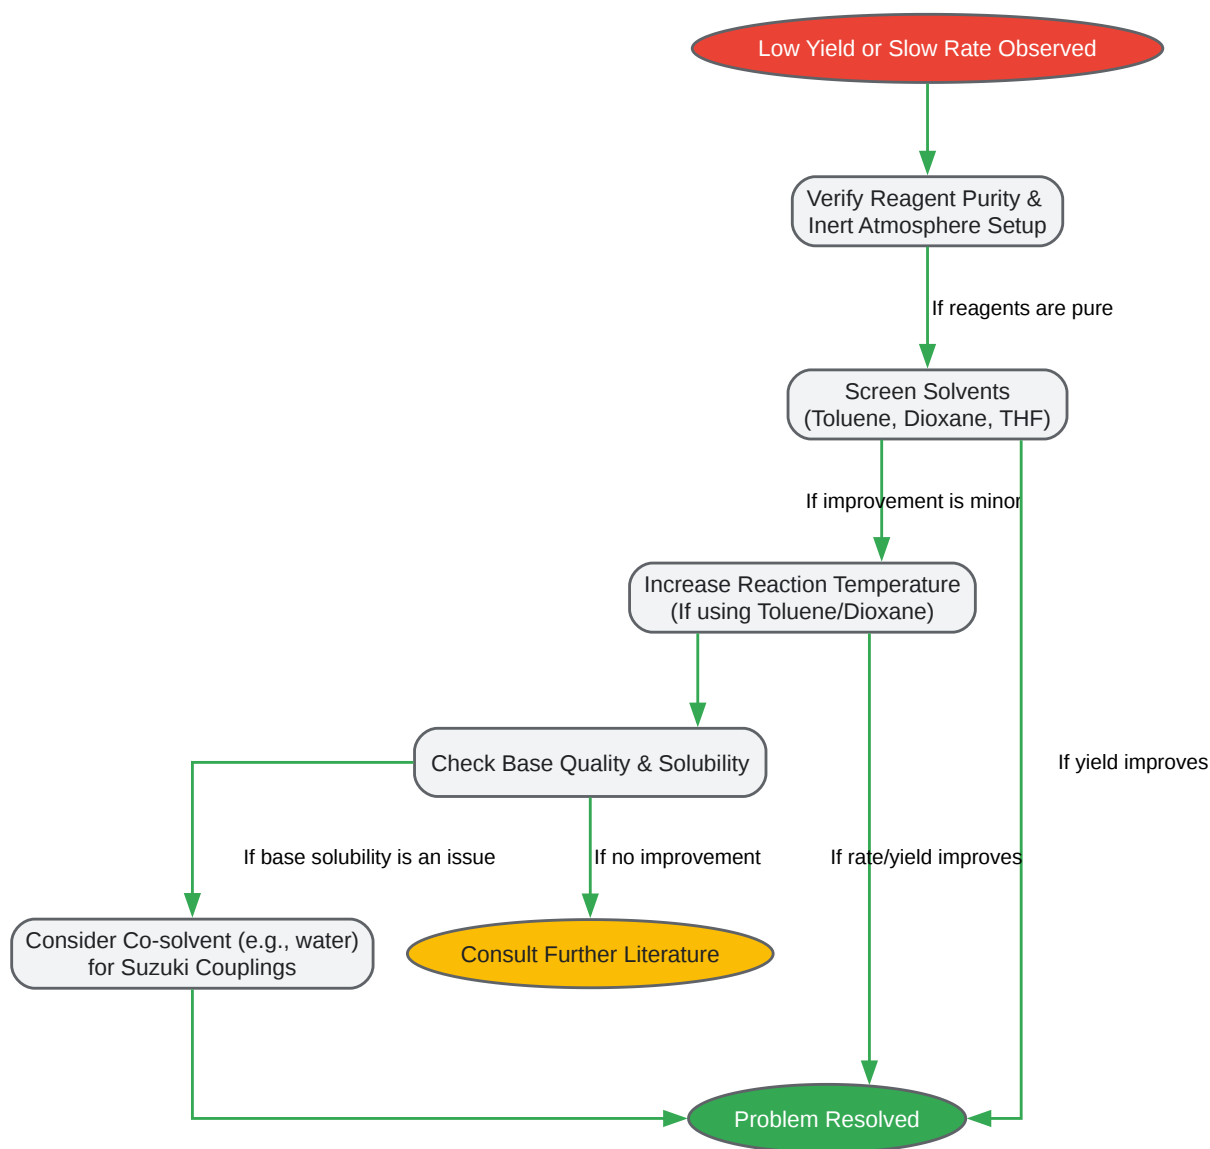 Low Yield or Slow Rate Observed
Verify Reagent Purity &
Inert Atmosphere Setup
If reagents are pure
Screen Solvents
(Toluene, Dioxane, THF)
If improvement is minor
Increase Reaction Temperature
(If using Toluene/Dioxane)
Check Base Quality & Solubility
If yield improves
If base solubility is an issue
If no improvement
If rate/yield improves
Consider Co-solvent (e.g., water)
for Suzuki Couplings
Consult Further Literature
Problem Resolved